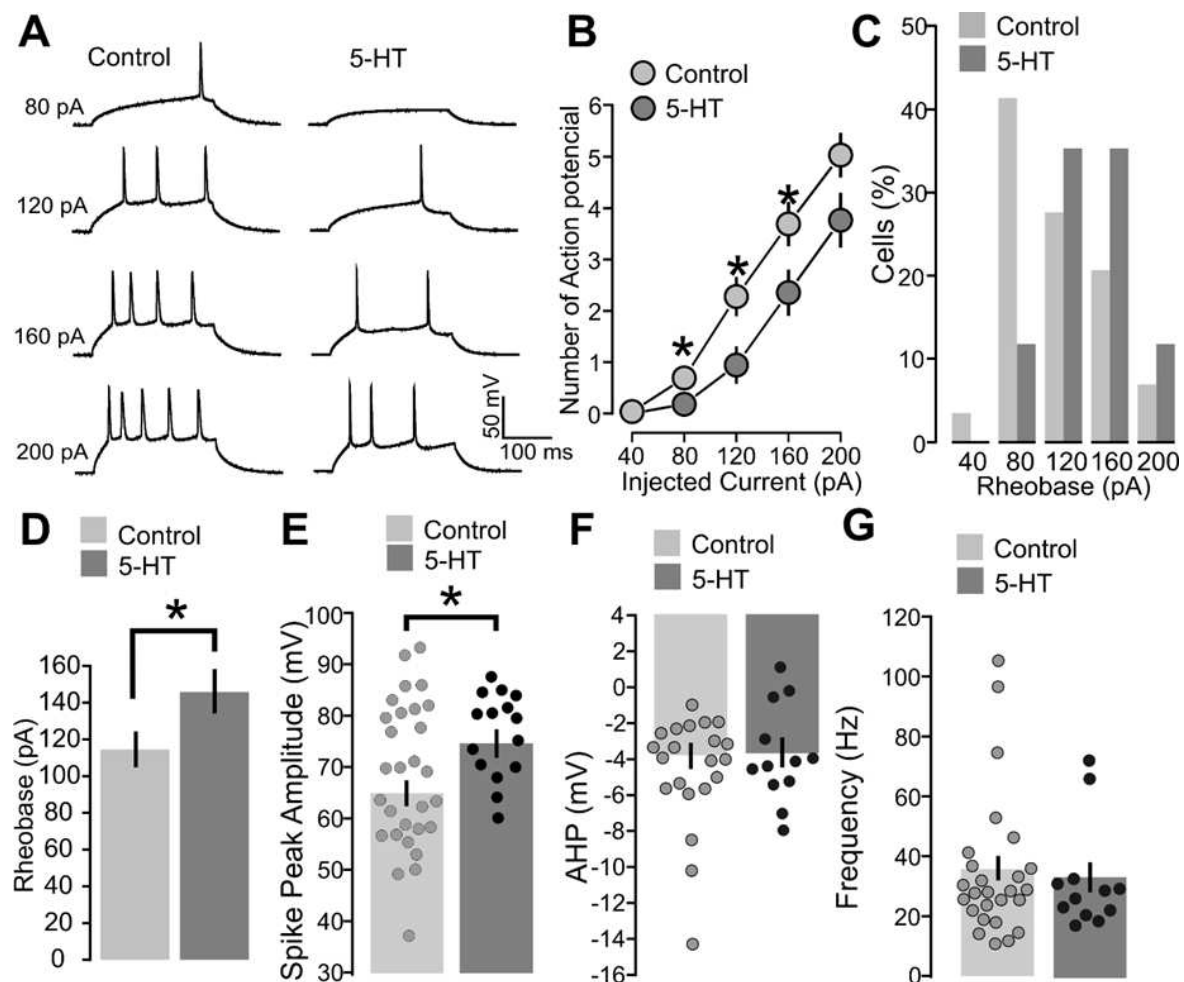 A
Control
5-HT
80 pA
120 pA
160 pA
200 pA
50 mV
100 ms
B
Control
5-HT
Number of Action potencial
6
5
4
3
2
1
0
40
80
120
160
200
Injected Current (pA)
*
*
*
C
Control
5-HT
Cells (%)
50
40
30
20
10
0
40
80
120
160
200
Rheobase (pA)
D
Control
5-HT
*
Rheobase (pA)
160
140
120
100
80
60
40
20
0
E
Control
5-HT
*
Spike Peak Amplitude (mV)
100
90
80
70
60
50
40
30
F
Control
5-HT
AHP (mV)
4
2
0
-2
-4
-6
-8
-10
-12
-14
-16
G
Control
5-HT
Frequency (Hz)
120
100
80
60
40
20
0